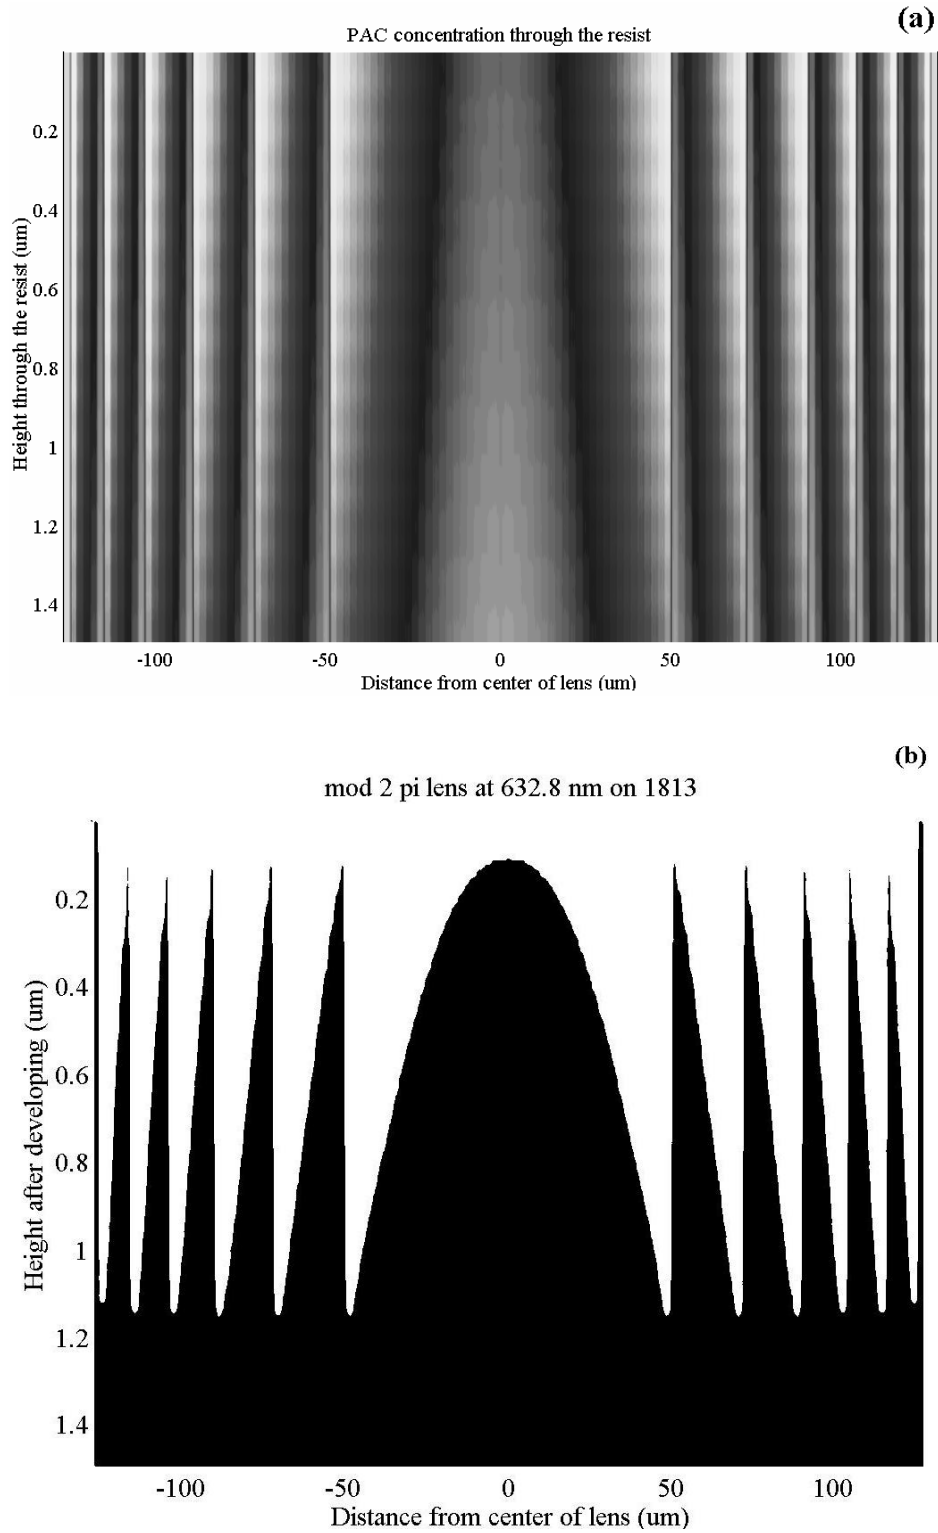 (a)
PAC concentration through the resist
Height through the resist (um)
0.2
0.4
0.6
0.8
1
1.2
1.4
-100 -50 0 50 100
Distance from center of lens (um)
(b)
mod 2 pi lens at 632.8 nm on 1813
Height after developing (um)
0.2
0.4
0.6
0.8
1
1.2
1.4
-100 -50 0 50 100
Distance from center of lens (um)